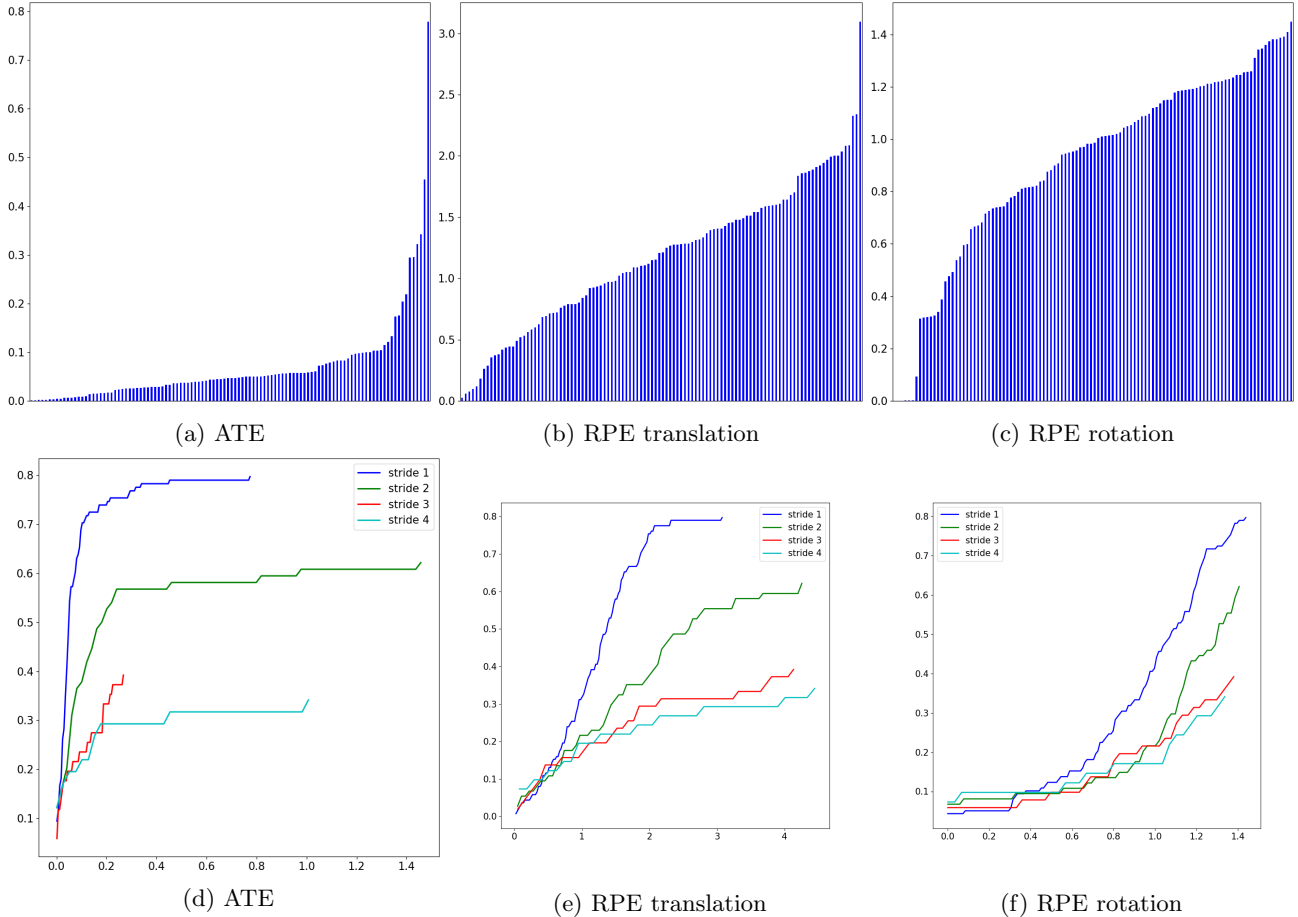 0.8
0.7
0.6
0.5
0.4
0.3
0.2
0.1
0.0
(a) ATE
3.0
2.5
2.0
1.5
1.0
0.5
0.0
(b) RPE translation
1.4
1.2
1.0
0.8
0.6
0.4
0.2
0.0
(c) RPE rotation
0.8
0.7
0.6
0.5
0.4
0.3
0.2
0.1
stride 1
stride 2
stride 3
stride 4
0.0 0.2 0.4 0.6 0.8 1.0 1.2 1.4
(d) ATE
0.8
0.7
0.6
0.5
0.4
0.3
0.2
0.1
0.0
stride 1
stride 2
stride 3
stride 4
0 1 2 3 4
(e) RPE translation
0.8
0.7
0.6
0.5
0.4
0.3
0.2
0.1
stride 1
stride 2
stride 3
stride 4
0.0 0.2 0.4 0.6 0.8 1.0 1.2 1.4
(f) RPE rotation